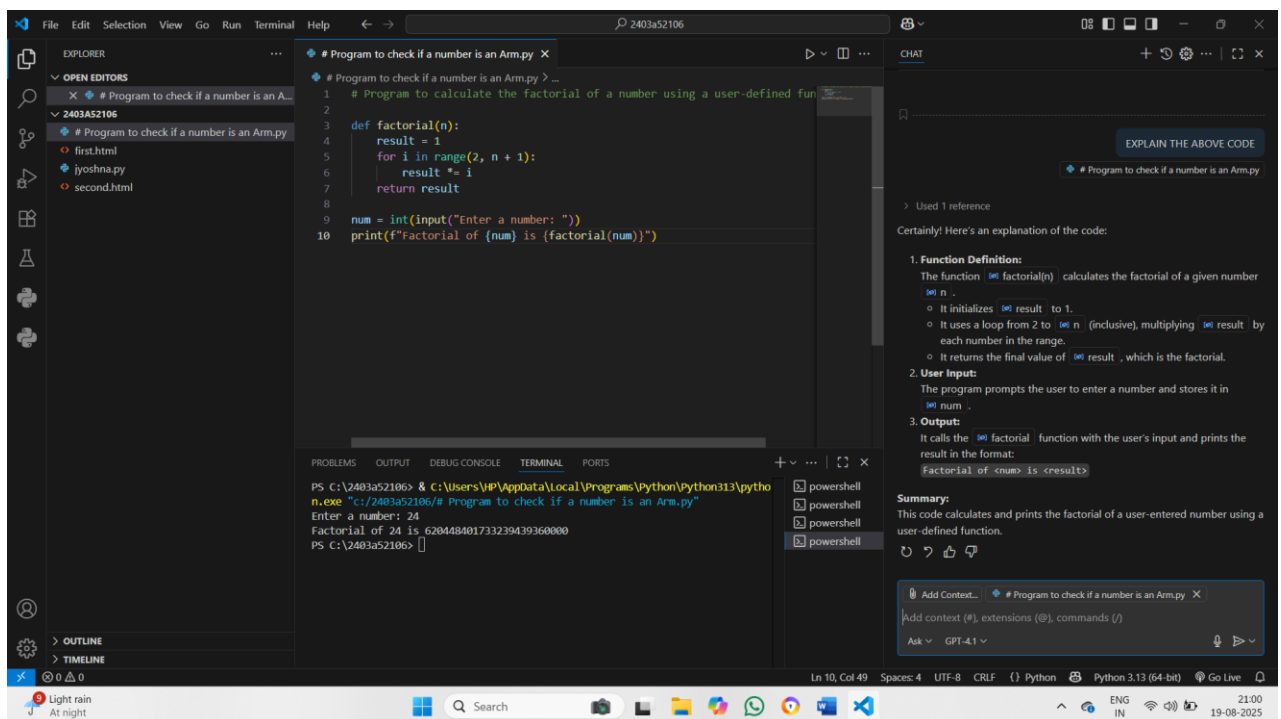 File Edit Selection View Go Run Terminal Help
2403a52106
EXPLORER
OPEN EDITORS
# Program to check if a number is an A...
2403A52106
# Program to check if a number is an Arm.py
first.html
jyoshna.py
second.html
OUTLINE
TIMELINE
# Program to check if a number is an Arm.py
# Program to check if a number is an Arm.py > ...
1 # Program to calculate the factorial of a number using a user-defined fun
2
3 def factorial(n):
4     result = 1
5     for i in range(2, n + 1):
6         result *= i
7     return result
8
9 num = int(input("Enter a number: "))
10 print(f"Factorial of {num} is {factorial(num)}")
PROBLEMS OUTPUT DEBUG CONSOLE TERMINAL PORTS
PS C:\2403a52106> & C:\Users\HP\AppData\Local\Programs\Python\Python313\pytho
n.exe "c:/2403a52106/# Program to check if a number is an Arm.py"
Enter a number: 24
Factorial of 24 is 620448401733239439360000
PS C:\2403a52106>
powershell
powershell
powershell
powershell
CHAT
EXPLAIN THE ABOVE CODE
# Program to check if a number is an Arm.py
> Used 1 reference
Certainly! Here's an explanation of the code:
1. Function Definition:
The function factorial(n) calculates the factorial of a given number
n .
It initializes result to 1.
It uses a loop from 2 to n (inclusive), multiplying result by
each number in the range.
It returns the final value of result , which is the factorial.
2. User Input:
The program prompts the user to enter a number and stores it in
num .
3. Output:
It calls the factorial function with the user's input and prints the
result in the format:
Factorial of <num> is <result>
Summary:
This code calculates and prints the factorial of a user-entered number using a
user-defined function.
Add Context... # Program to check if a number is an Arm.py
Add context (#), extensions (@), commands (/)
Ask GPT-4.1
0 0 Ln 10, Col 49 Spaces: 4 UTF-8 CRLF {} Python Python 3.13 (64-bit) Go Live
9 Light rain
At night
Search
ENG
IN
21:00
19-08-2025